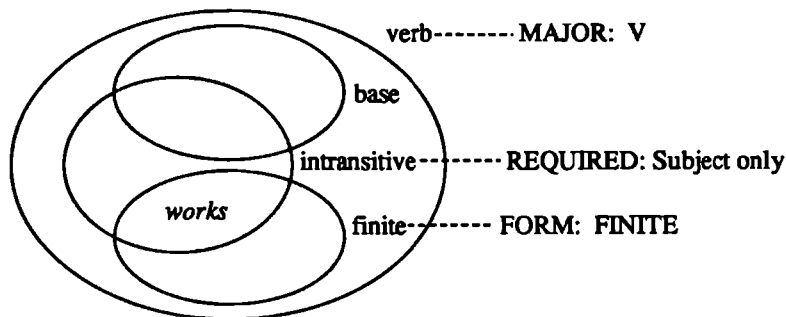 verb-------- MAJOR: V
base
intransitive-------- REQUIRED: Subject only
works
finite-------- FORM: FINITE